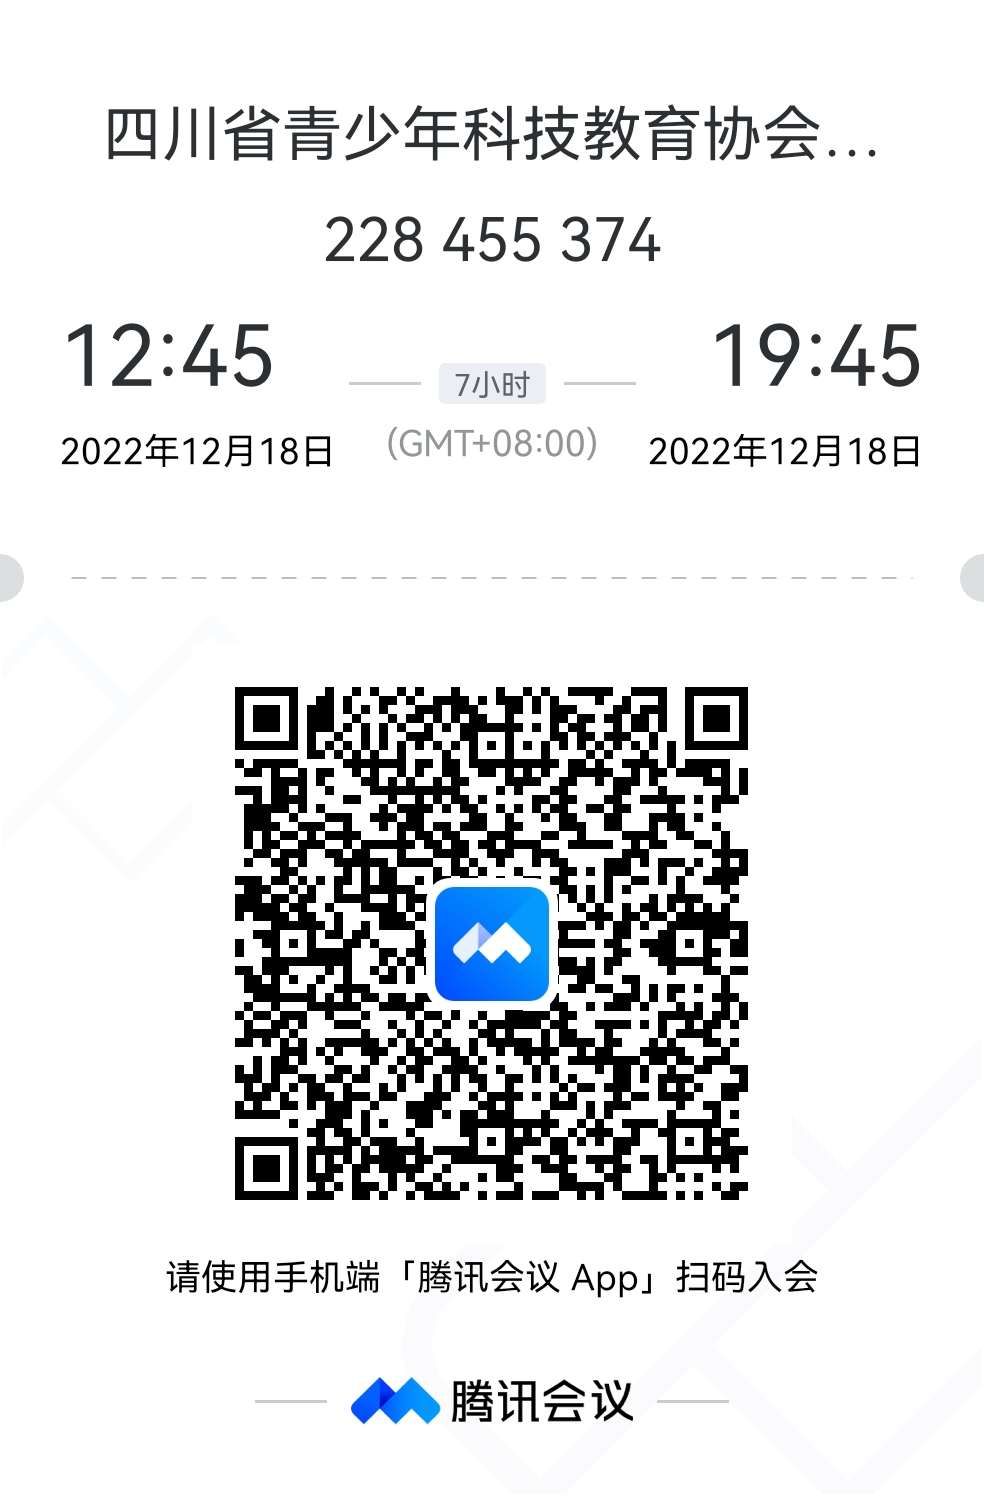 四川省青少年科技教育协会...
228 455 374
12:45
7小时
19:45
2022年12月18日
(GMT+08:00)
2022年12月18日
请使用手机端「腾讯会议 App」扫码入会
腾讯会议